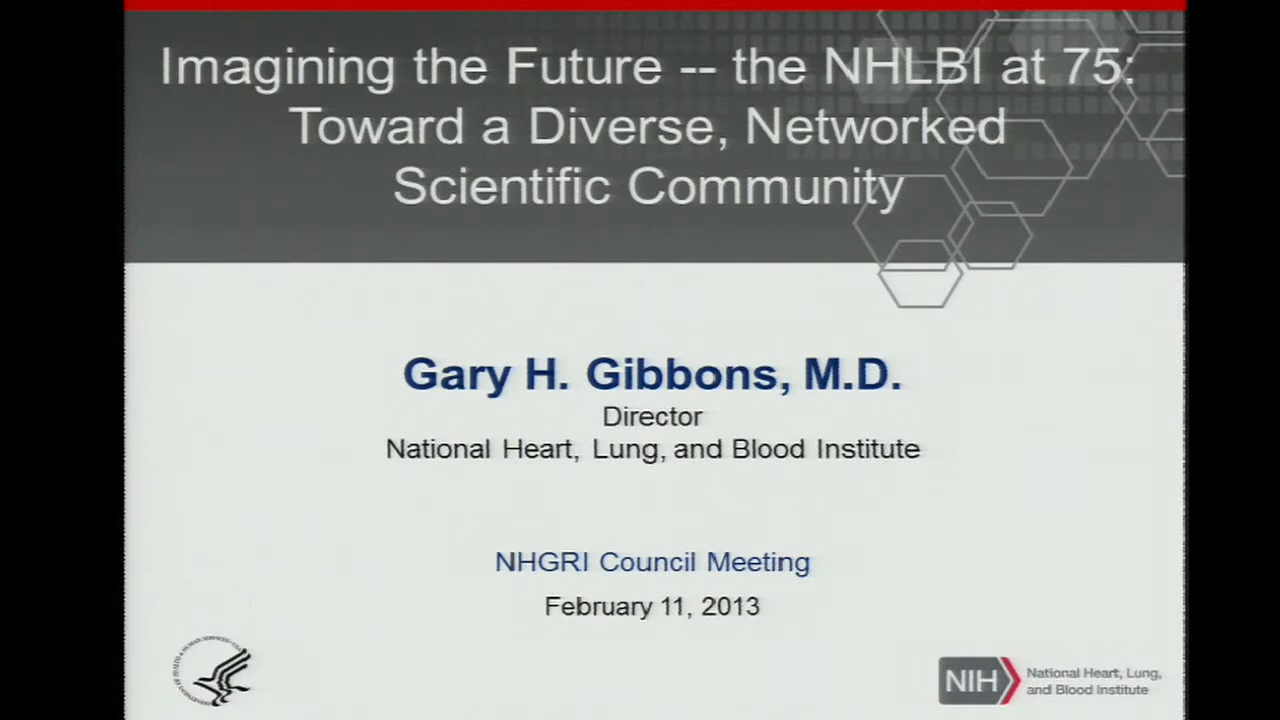 Imagining the Future -- the NHLBI at 75:
Toward a Diverse, Networked
Scientific Community
Gary H. Gibbons, M.D.
Director
National Heart, Lung, and Blood Institute
NHGRI Council Meeting
February 11, 2013
NIH
National Heart, Lung,
and Blood Institute